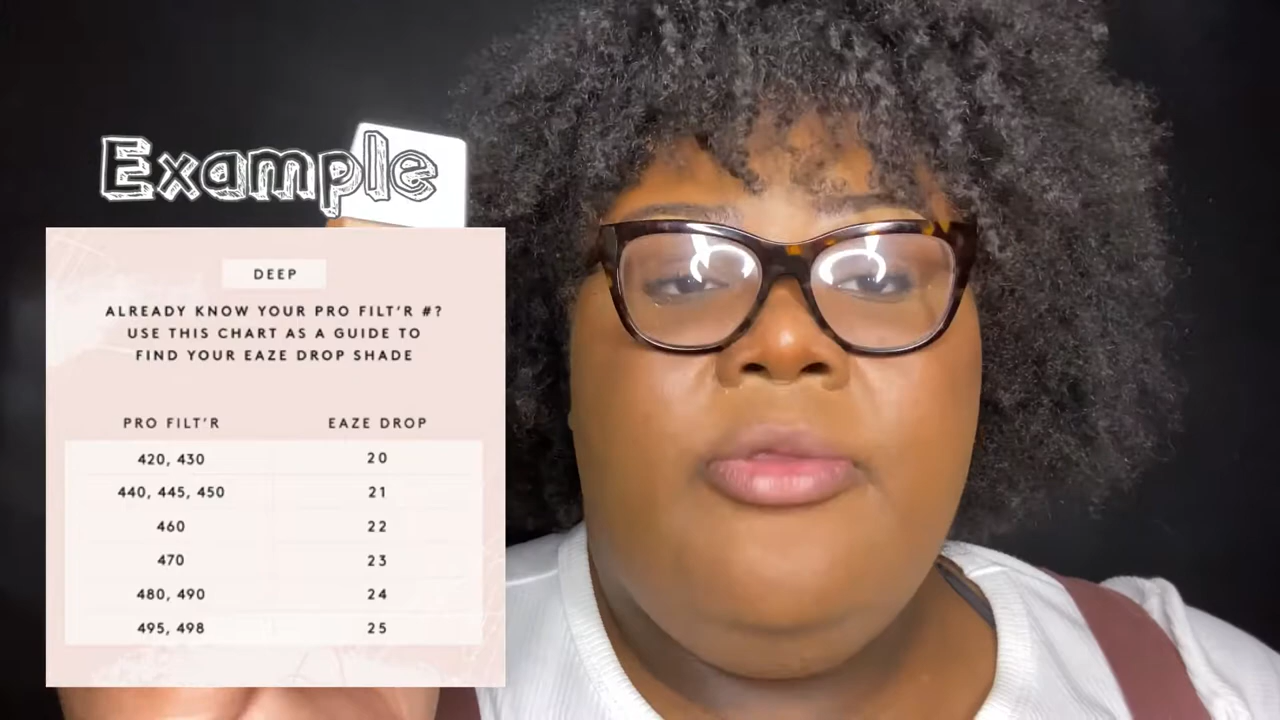 Example
DEEP
ALREADY KNOW YOUR PRO FILT'R #?
USE THIS CHART AS A GUIDE TO
FIND YOUR EAZE DROP SHADE
PRO FILT'R EAZE DROP
420, 430 20
440, 445, 450 21
460 22
470 23
480, 490 24
495, 498 25